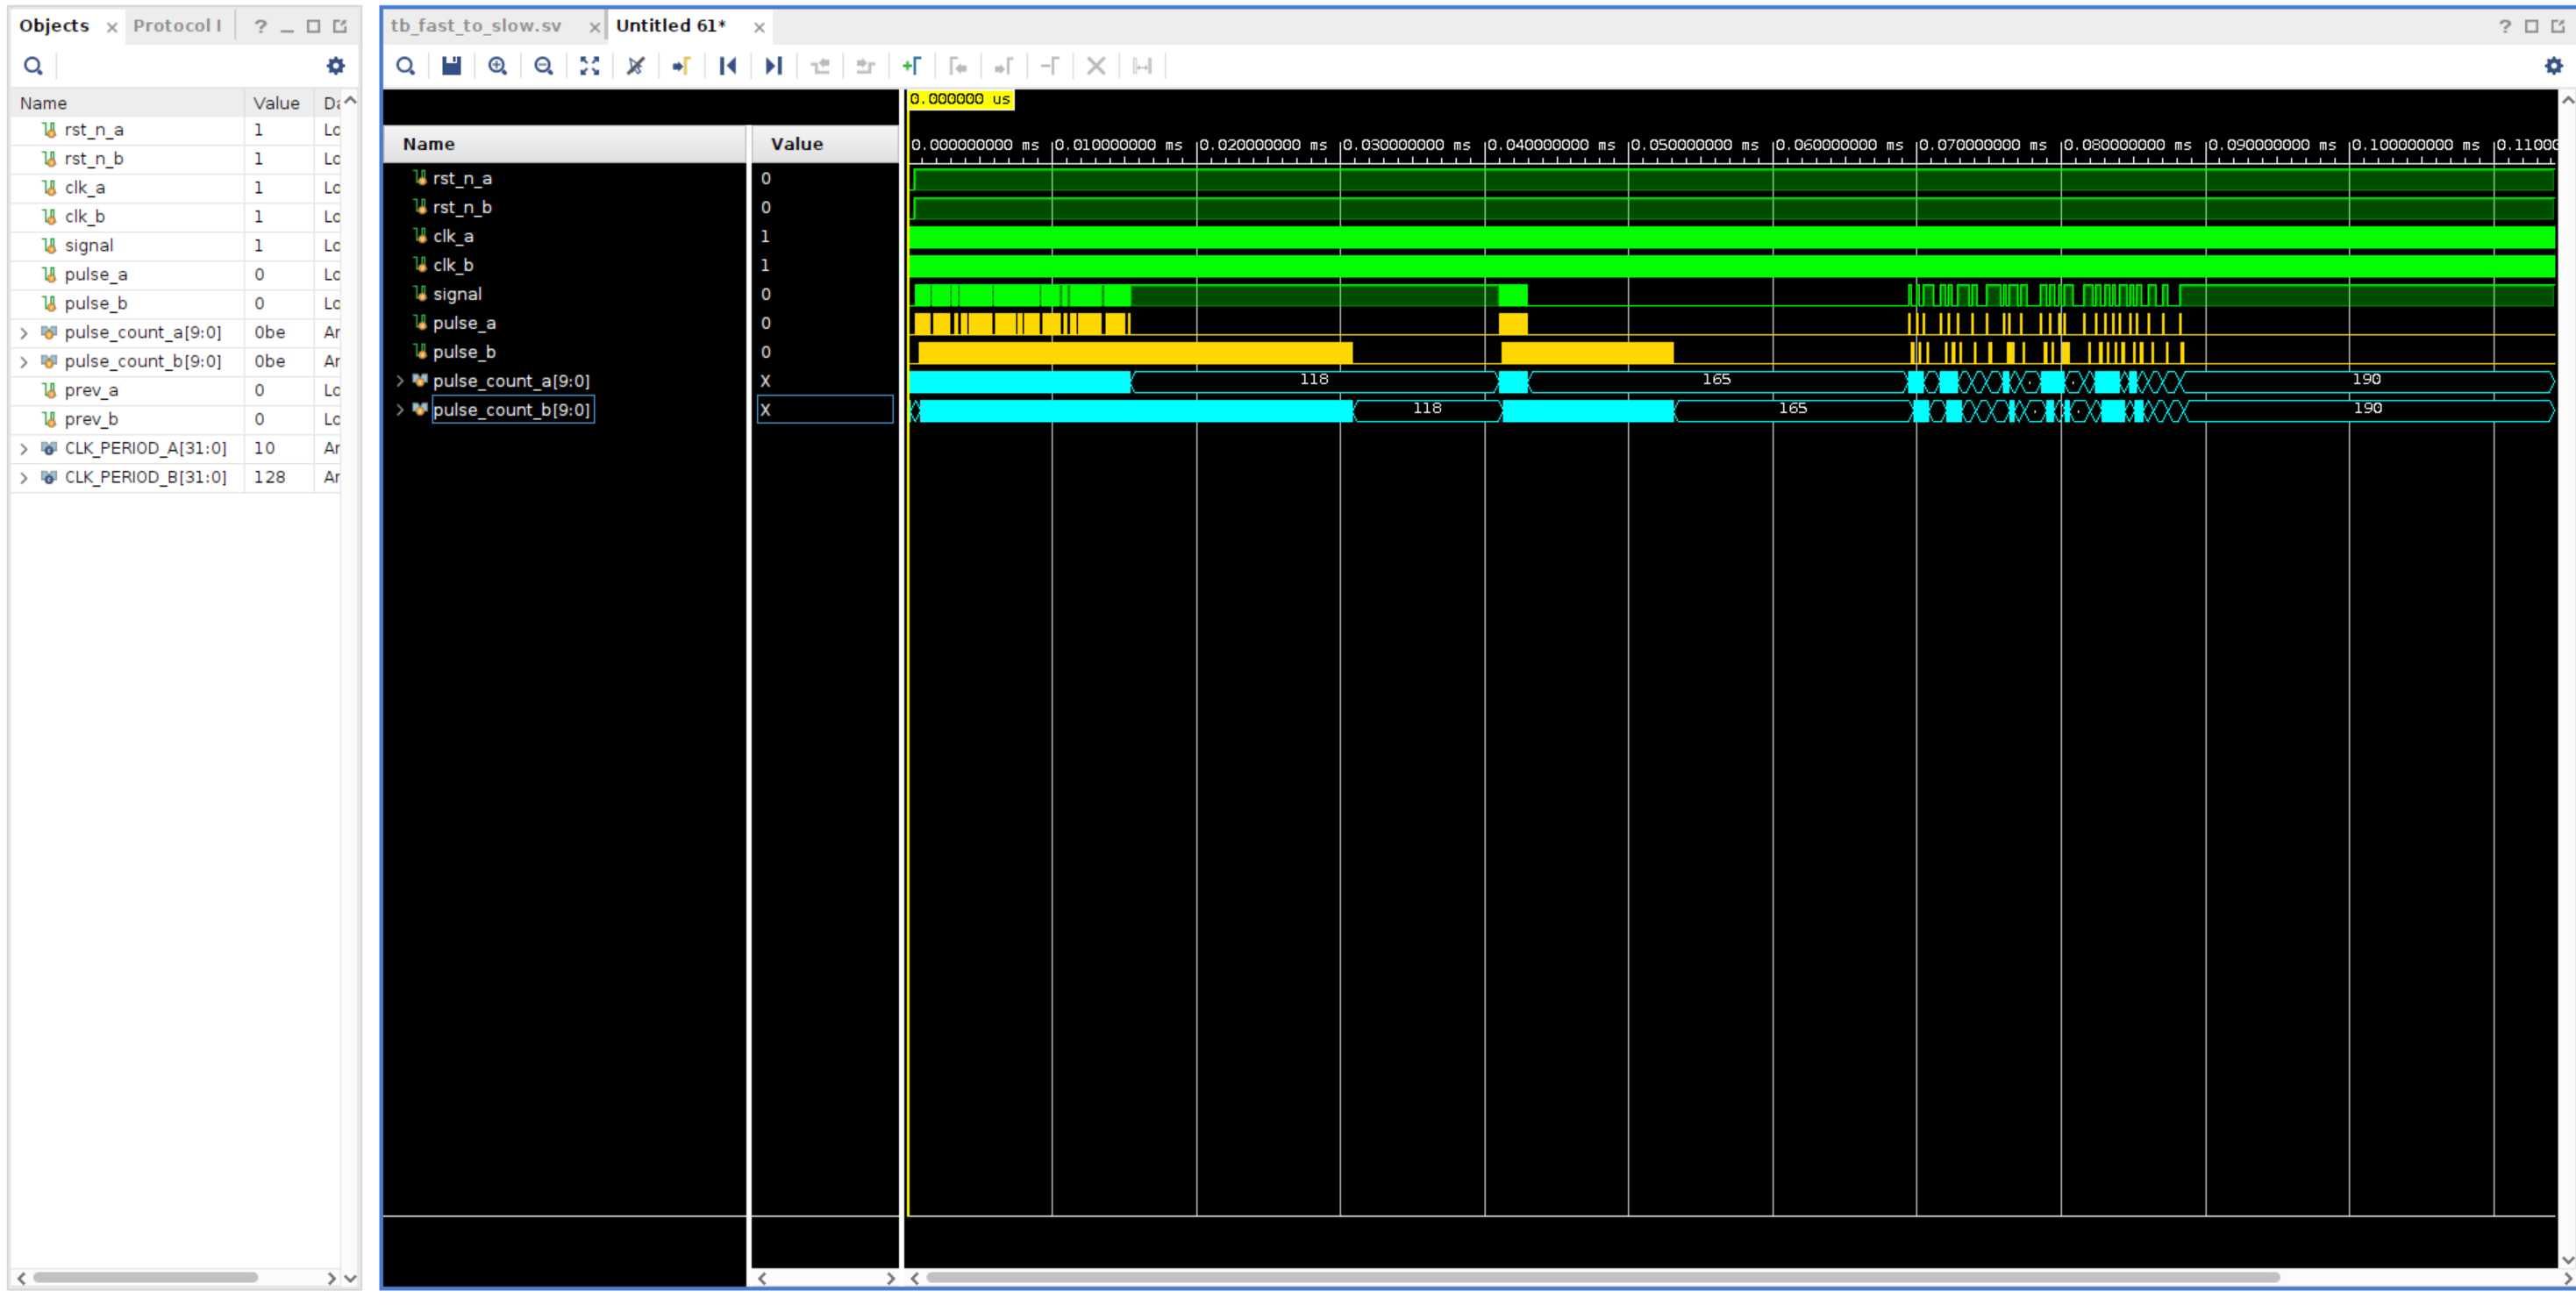 Objects × Protocol I ?
Name Value Da
rst_n_a 1 Lo
rst_n_b 1 Lo
clk_a 1 Lo
clk_b 1 Lo
signal 1 Lo
pulse_a 0 Lo
pulse_b 0 Lo
pulse_count_a[9:0] 0be Ar
pulse_count_b[9:0] 0be Ar
prev_a 0 Lo
prev_b 0 Lo
CLK_PERIOD_A[31:0] 10 Ar
CLK_PERIOD_B[31:0] 128 Ar
tb_fast_to_slow.sv × Untitled 61* × ?
0.000000 us
Name Value 0.000000000 ms 0.010000000 ms 0.020000000 ms 0.030000000 ms 0.040000000 ms 0.050000000 ms 0.060000000 ms 0.070000000 ms 0.080000000 ms 0.090000000 ms 0.100000000 ms 0.11000
rst_n_a 0
rst_n_b 0
clk_a 1
clk_b 1
signal 0
pulse_a 0
pulse_b 0
pulse_count_a[9:0] X 118 165 190
pulse_count_b[9:0] X 118 165 190